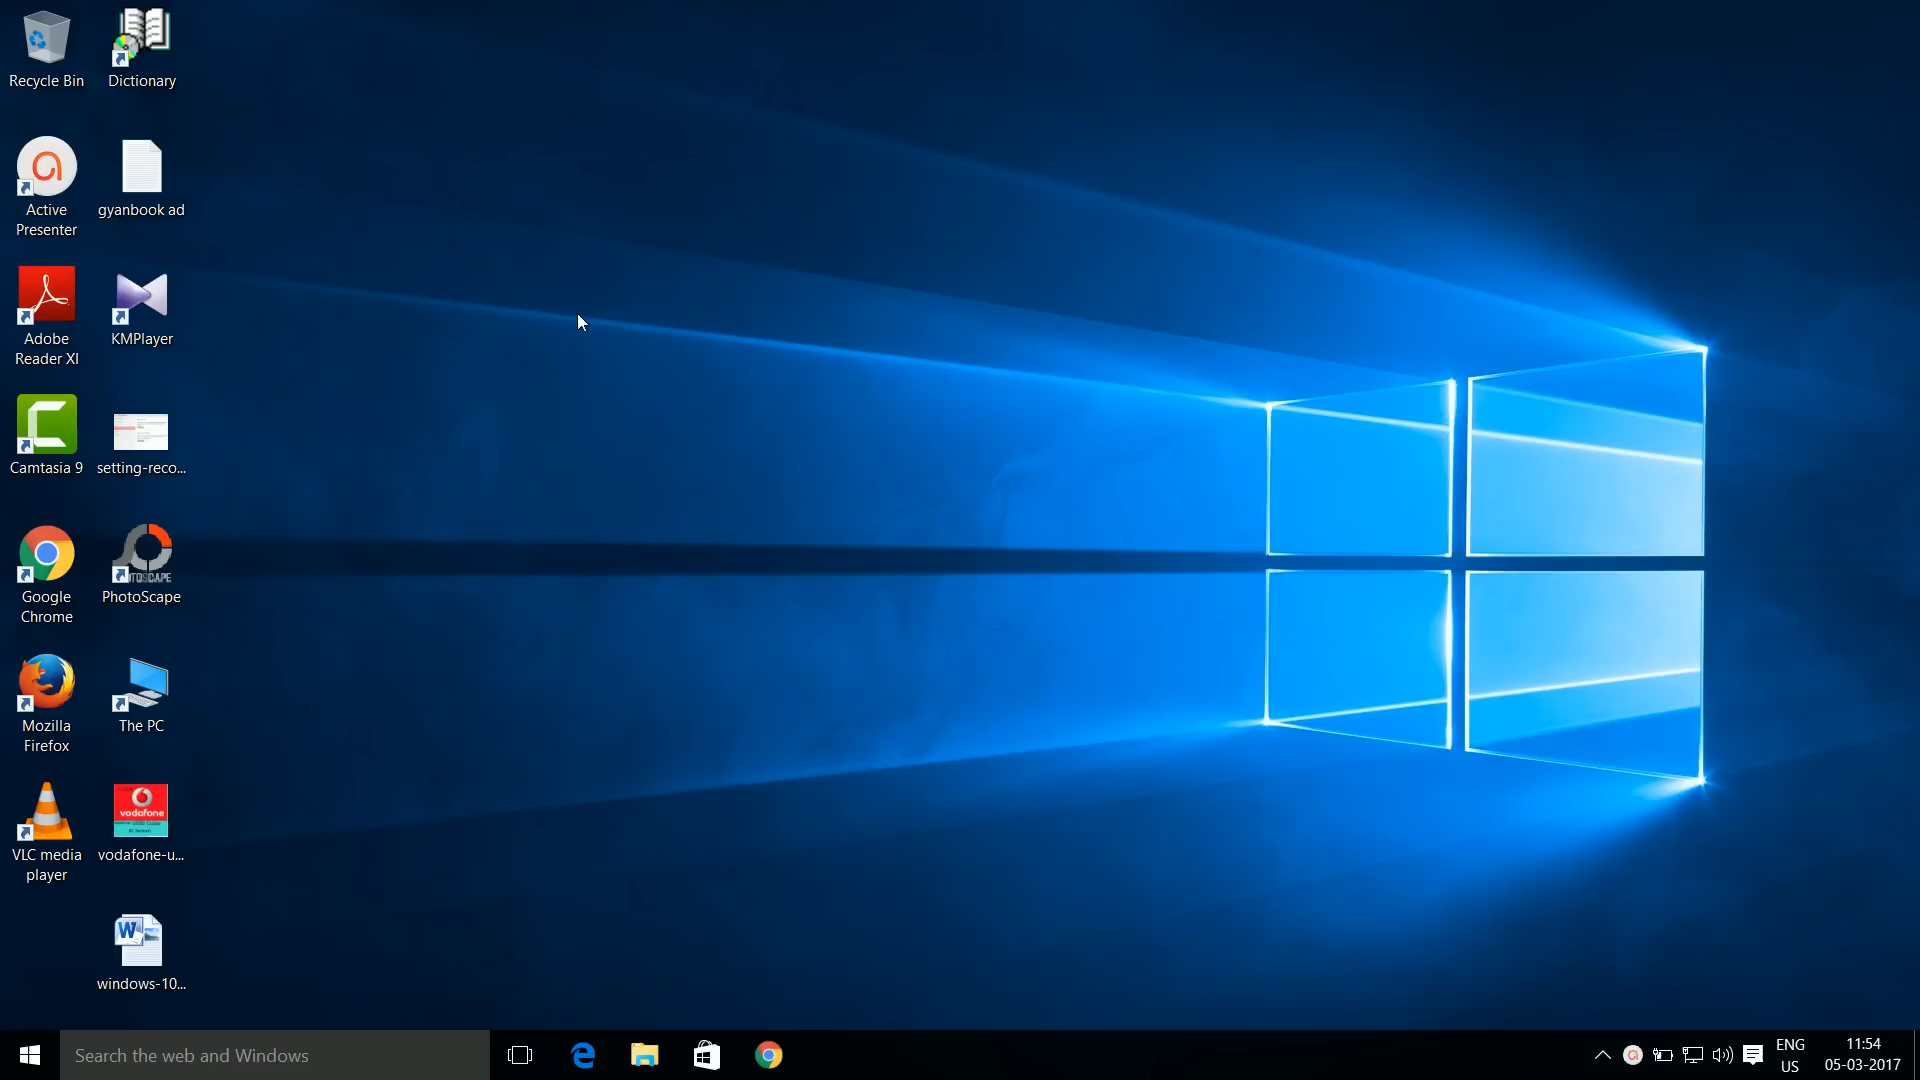 Recycle Bin
Dictionary
Active
Presenter
gyanbook ad
Adobe
Reader XI
KMPlayer
Camtasia 9
setting-reco...
Google
Chrome
PHOTOSCAPE
PhotoScape
Mozilla
Firefox
The PC
vodafone
VLC media
player
vodafone-u...
W
windows-10...
Search the web and Windows
ENG
US
11:54
05-03-2017